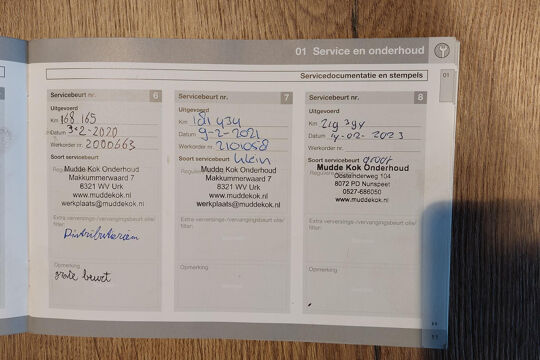 01 Service en onderhoud
Servicedocumentatie en stempels
01
Servicebeurt nr. 6
Uitgevoerd
Km 168 165
Datum 3-2-2020
Werkorder nr. 2000663
Soort servicebeurt
Mudde Kok Onderhoud
Makkummerwaard 7
8321 WV Urk
www.muddekok.nl
werkplaats@muddekok.nl
Extra verversings-/vervangingsbeurt olie/
filter:
Distributieriem
Opmerking
grote beurt
Servicebeurt nr. 7
Uitgevoerd
Km 181 434
Datum 9-2-2021
Werkorder nr. 2101058
Soort servicebeurt klein
Mudde Kok Onderhoud
Makkummerwaard 7
8321 WV Urk
www.muddekok.nl
werkplaats@muddekok.nl
Extra verversings-/vervangingsbeurt olie/
filter:
Opmerking
Servicebeurt nr. 8
Uitgevoerd
Km
Datum 02- 2023
Werkorder nr.
Soort servicebeurt groot
Mudde Kok Onderhoud
Oosteinderweg 104
8072 PD Nunspeet
0527-686050
www.muddekok.nl
Extra verversings-/vervangingsbeurt olie/
filter:
Opmerking